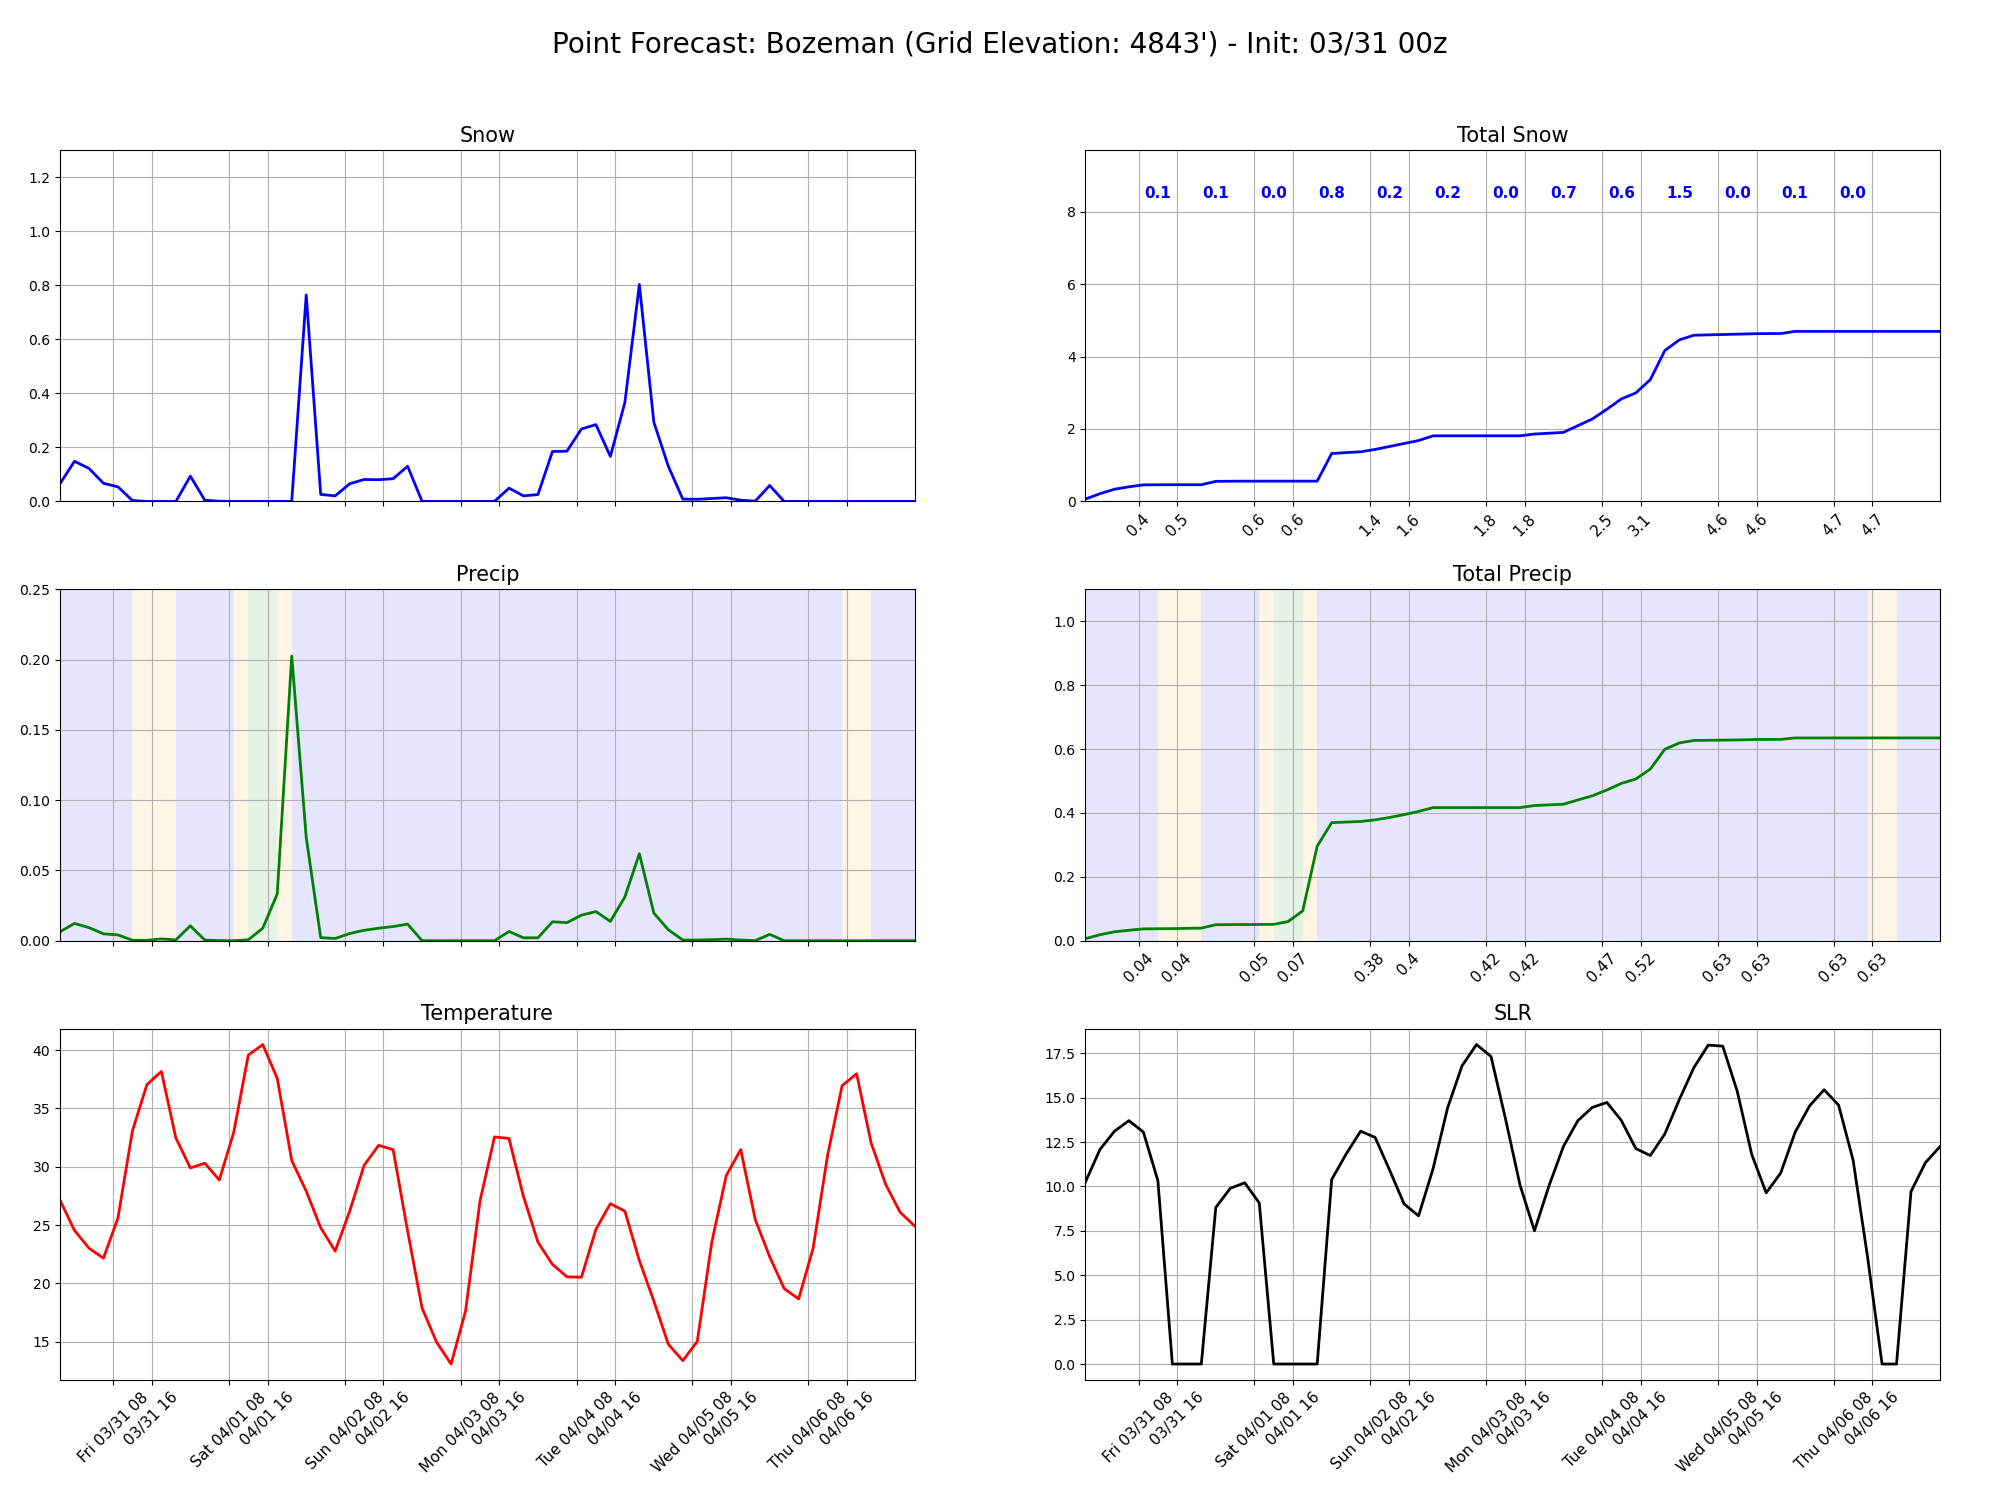 Point Forecast: Bozeman (Grid Elevation: 4843') - Init: 03/31 00z
Snow
1.2
1.0
0.8
0.6
0.4
0.2
0.0
Total Snow
0.1 0.1 0.0 0.8 0.2 0.2 0.0 0.7 0.6 1.5 0.0 0.1 0.0
8
6
4
2
0
0.4 0.5 0.6 0.6 1.4 1.6 1.8 1.8 2.5 3.1 4.6 4.6 4.7 4.7
Precip
0.25
0.20
0.15
0.10
0.05
0.00
Total Precip
1.0
0.8
0.6
0.4
0.2
0.0
0.04 0.04 0.05 0.07 0.38 0.4 0.42 0.42 0.47 0.52 0.63 0.63 0.63 0.63
Temperature
40
35
30
25
20
15
Fri 03/31 08
03/31 16
Sat 04/01 08
04/01 16
Sun 04/02 08
04/02 16
Mon 04/03 08
04/03 16
Tue 04/04 08
04/04 16
Wed 04/05 08
04/05 16
Thu 04/06 08
04/06 16
SLR
17.5
15.0
12.5
10.0
7.5
5.0
2.5
0.0
Fri 03/31 08
03/31 16
Sat 04/01 08
04/01 16
Sun 04/02 08
04/02 16
Mon 04/03 08
04/03 16
Tue 04/04 08
04/04 16
Wed 04/05 08
04/05 16
Thu 04/06 08
04/06 16